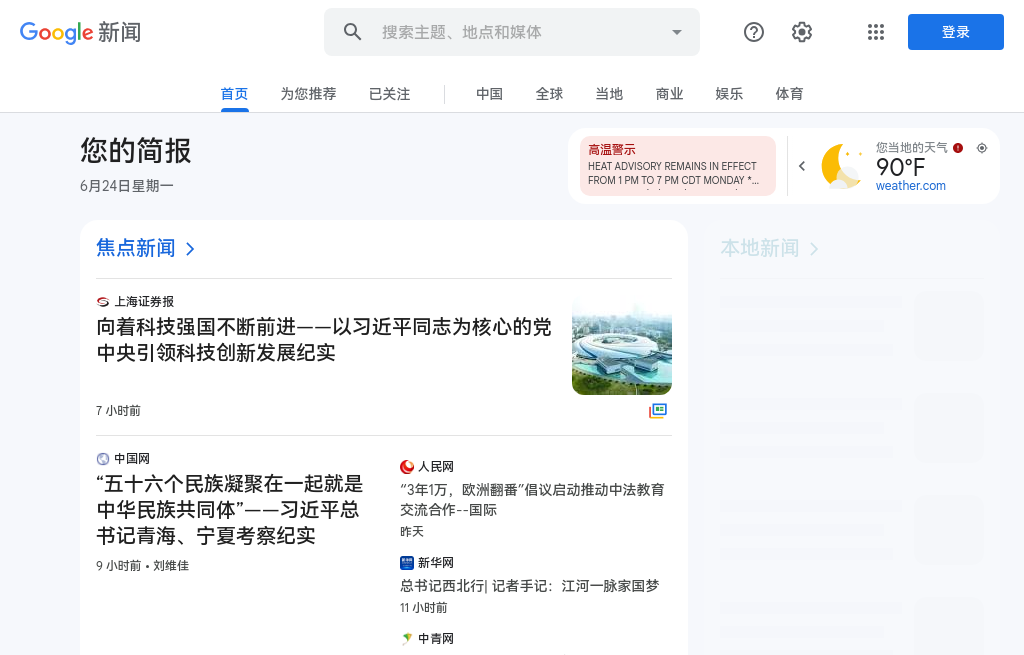 Google 新闻
搜索主题、地点和媒体
登录
首页
为您推荐
已关注
中国
全球
当地
商业
娱乐
体育
您的简报
6月24日星期一
高温警示
HEAT ADVISORY REMAINS IN EFFECT
FROM 1 PM TO 7 PM CDT MONDAY *…
您当地的天气
90°F
weather.com
焦点新闻
上海证券报
向着科技强国不断前进——以习近平同志为核心的党
中央引领科技创新发展纪实
7 小时前
中国网
“五十六个民族凝聚在一起就是
中华民族共同体”——习近平总
书记青海、宁夏考察纪实
9 小时前 • 刘维佳
人民网
“3年1万，欧洲翻番”倡议启动推动中法教育
交流合作--国际
昨天
新华网
总书记西北行| 记者手记：江河一脉家国梦
11 小时前
中青网
本地新闻